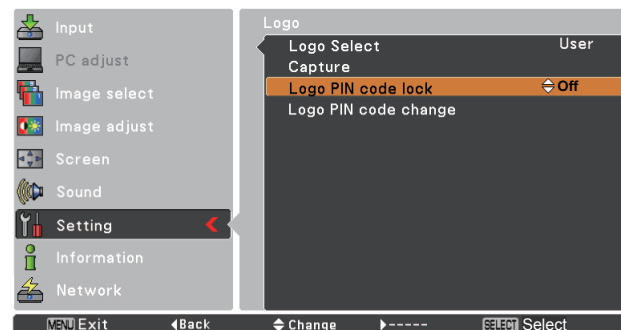 Input
PC adjust
Image select
Image adjust
Screen
Sound
Setting
Information
Network
Logo
Logo Select User
Capture
Logo PIN code lock Off
Logo PIN code change
MENU Exit Back Change ----- SELECT Select